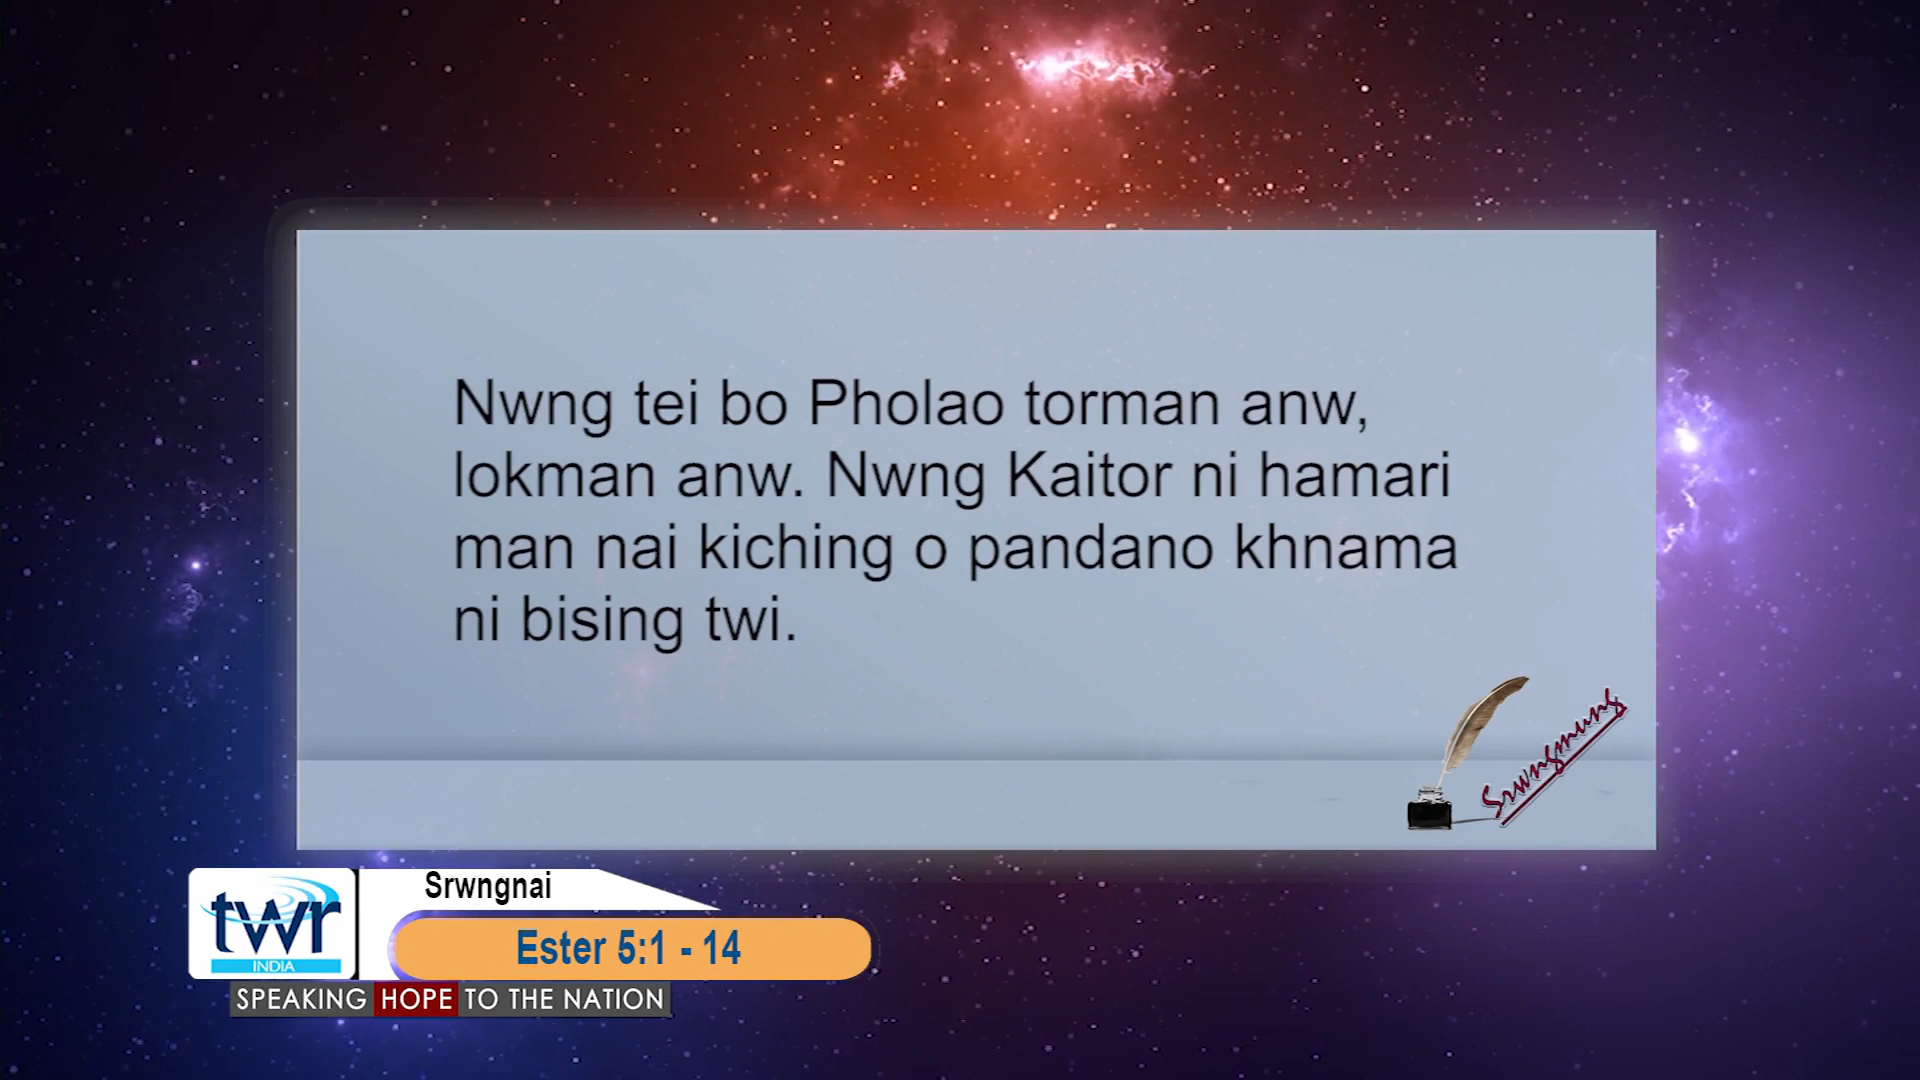 Nwng tei bo Pholao torman anw,
lokman anw. Nwng Kaitor ni hamari
man nai kiching o pandano khnama
ni bising twi.
Srwngmung
Srwngnai
twr
INDIA
Ester 5:1 - 14
SPEAKING HOPE TO THE NATION